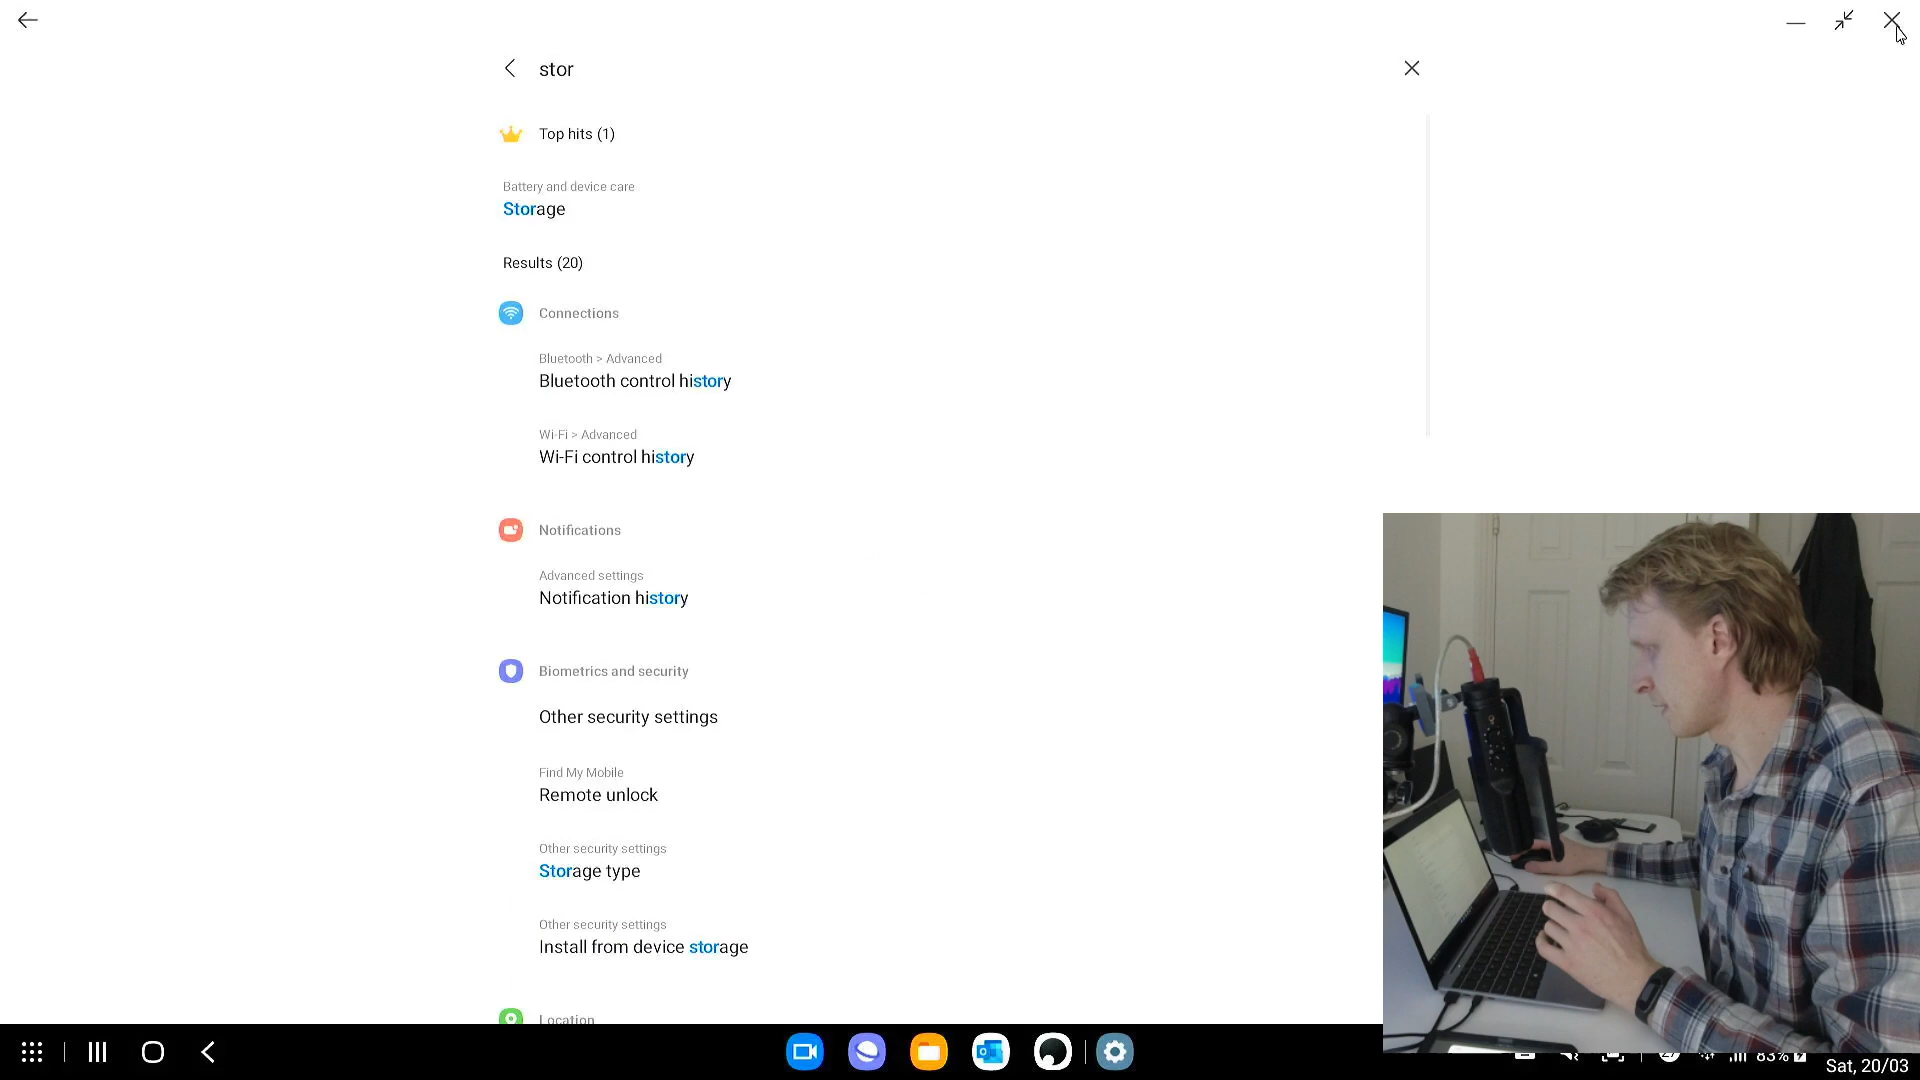 stor
Top hits (1)
Battery and device care
Storage
Results (20)
Connections
Bluetooth > Advanced
Bluetooth control history
Wi-Fi > Advanced
Wi-Fi control history
Notifications
Advanced settings
Notification history
Biometrics and security
Other security settings
Find My Mobile
Remote unlock
Other security settings
Storage type
Other security settings
Install from device storage
Location
83%
Sat, 20/03